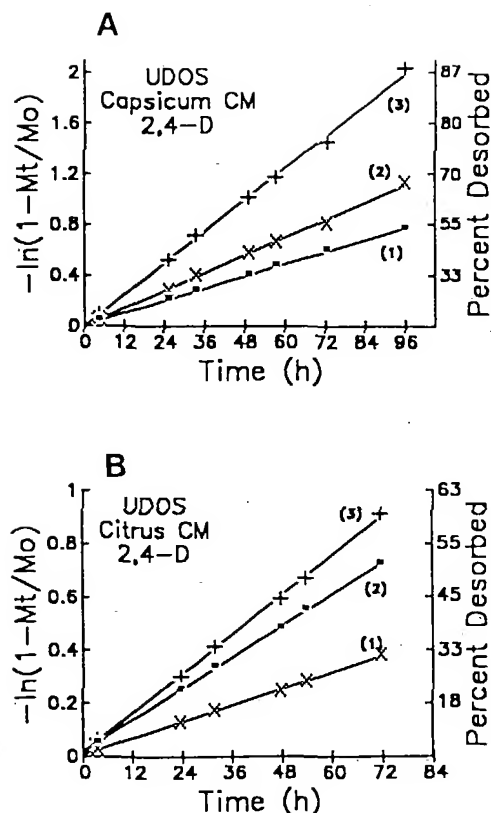 A
UDOS
Capsicum CM
2,4-D
-ln(1-Mt/Mo)
2
1.6
1.2
0.8
0.4
0
87
80
70
55
33
Percent Desorbed
(3)
(2)
(1)
0 12 24 36 48 60 72 84 96
Time (h)
B
UDOS
Citrus CM
2,4-D
-ln(1-Mt/Mo)
1
0.8
0.6
0.4
0.2
0
63
55
45
33
18
Percent Desorbed
(3)
(2)
(1)
0 12 24 36 48 60 72 84
Time (h)